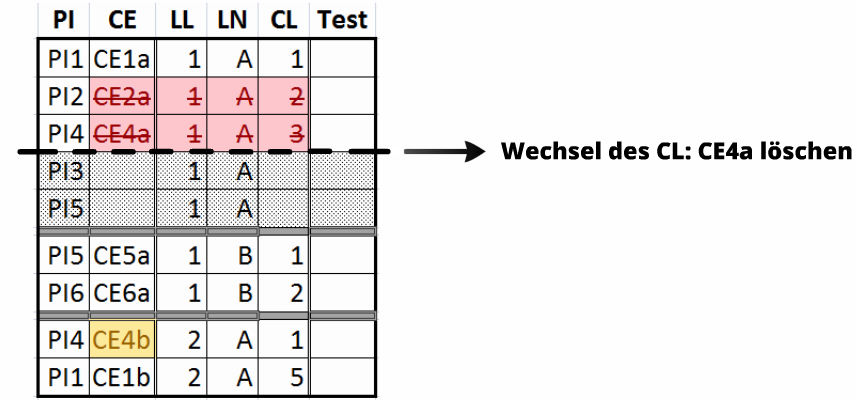 PI CE LL LN CL Test
PI1 CE1a 1 A 1
PI2 CE2a 1 A 2
PI4 CE4a 1 A 3
Wechsel des CL: CE4a löschen
PI3 1 A
PI5 1 A
PI5 CE5a 1 B 1
PI6 CE6a 1 B 2
PI4 CE4b 2 A 1
PI1 CE1b 2 A 5